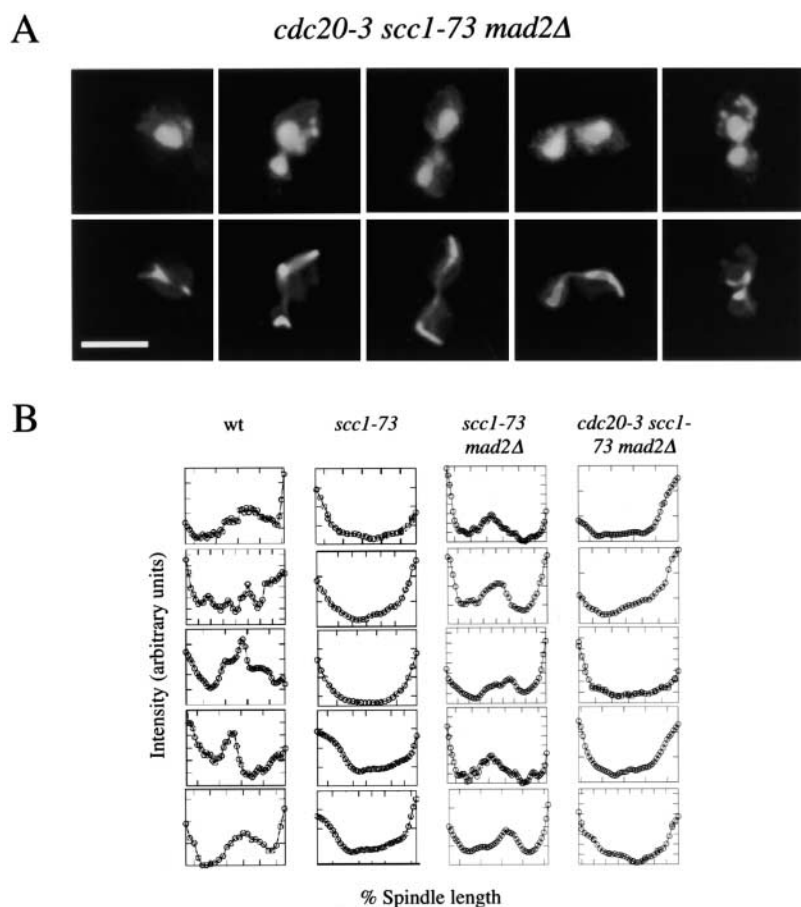 A
cdc20-3 scc1-73 mad2Δ
B
wt
scc1-73
scc1-73
mad2Δ
cdc20-3 scc1-
73 mad2Δ
Intensity (arbitrary units)
% Spindle length